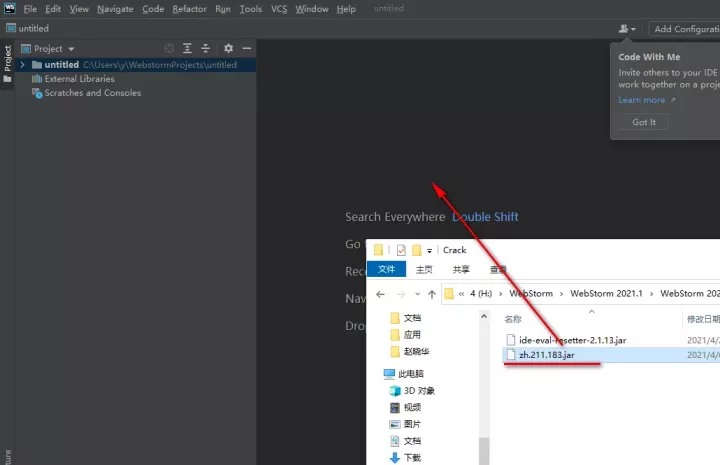 WS File Edit View Navigate Code Refactor Run Tools VCS Window Help untitled
untitled
Add Configurati
Project
Project
untitled C:\Users\y\WebstormProjects\untitled
External Libraries
Scratches and Consoles
Code With Me
Invite others to your IDE
work together on a proje
Learn more ↗
Got It
Search Everywhere Double Shift
Go
Rece
Nav
Drop
Crack
文件 主页 共享 查看
« 4 (H:) › WebStorm › WebStorm 2021.1 › WebStorm 202
名称 修改日期
文档
应用
赵晓华
此电脑
3D 对象
视频
图片
文档
下载
ide-eval-resetter-2.1.13.jar 2021/4/
zh.211.183.jar 2021/4/
ture